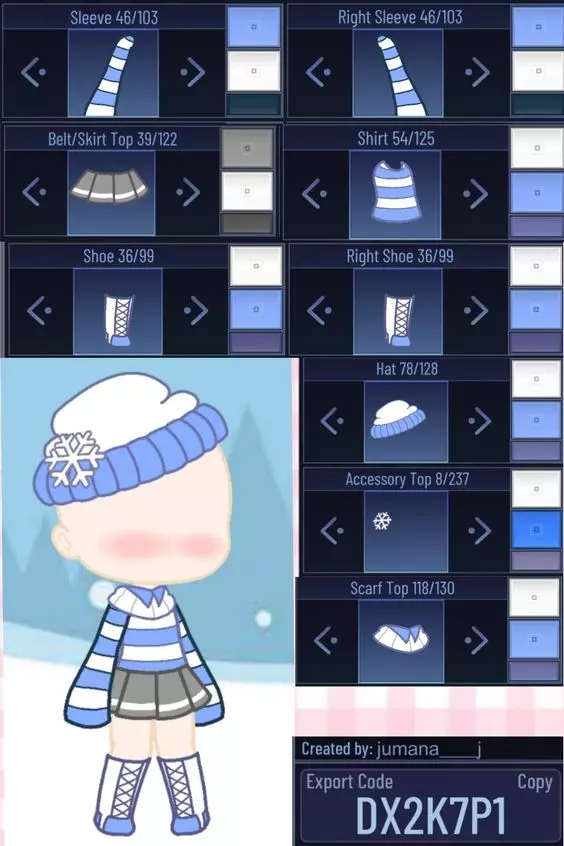 Sleeve 46/103
Right Sleeve 46/103
Belt/Skirt Top 39/122
Shirt 54/125
Shoe 36/99
Right Shoe 36/99
Hat 78/128
Accessory Top 8/237
Scarf Top 118/130
Created by: jumana___j
Export Code
Copy
DX2K7P1